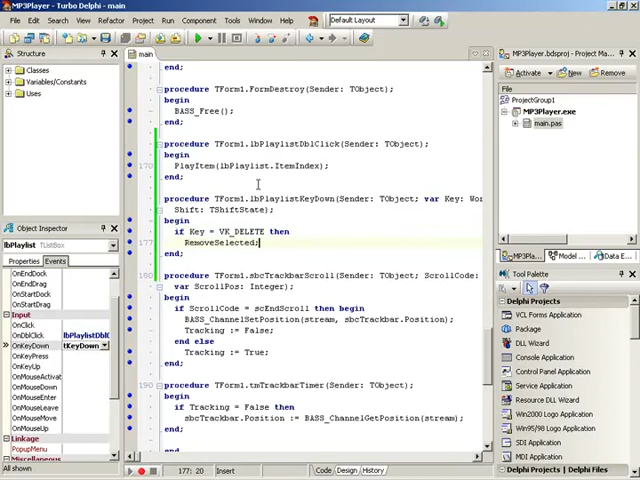 MP3Player - Turbo Delphi - main
File Edit Search View Refactor Project Run Component Tools Window Help
Default Layout
Structure
Classes
Variables/Constants
Uses
Object Inspector
lbPlaylist TListBox
Properties Events
OnEndDock
OnEndDrag
OnStartDock
OnStartDrag
Input
OnClick
OnDblClick lbPlaylistDbl
OnKeyDown tKeyDown
OnKeyPress
OnKeyUp
OnMouseActivat
OnMouseDown
OnMouseEnter
OnMouseLeave
OnMouseMove
OnMouseUp
Linkage
PopupMenu
Miscellaneous
All shown
main
end;
procedure TForm1.FormDestroy(Sender: TObject);
begin
BASS_Free();
end;
procedure TForm1.lbPlaylistDblClick(Sender: TObject);
begin
170 PlayItem(lbPlaylist.ItemIndex);
end;
procedure TForm1.lbPlaylistKeyDown(Sender: TObject; var Key: Wor
Shift: TShiftState);
begin
if Key = VK_DELETE then
177 RemoveSelected;
end;
180 procedure TForm1.sbcTrackbarScroll(Sender: TObject; ScrollCode:
var ScrollPos: Integer);
begin
if ScrollCode = scEndScroll then begin
BASS_ChannelSetPosition(stream, sbcTrackbar.Position);
Tracking := False;
end else
Tracking := True;
end;
190 procedure TForm1.tmTrackbarTimer(Sender: TObject);
begin
if Tracking = False then
sbcTrackbar.Position := BASS_ChannelGetPosition(stream);
end;
177: 20 Insert
Code Design History
MP3Player.bdsproj - Project Ma
Activate New Remove
File
ProjectGroup1
MP3Player.exe
main.pas
MP3Pl... Model ... Data E...
Tool Palette
Delphi Projects
VCL Forms Application
Package
DLL Wizard
Console Application
Control Panel Application
Service Application
Resource DLL Wizard
Win2000 Logo Application
Win95/98 Logo Application
SDI Application
MDI Application
Delphi Projects | Delphi Files